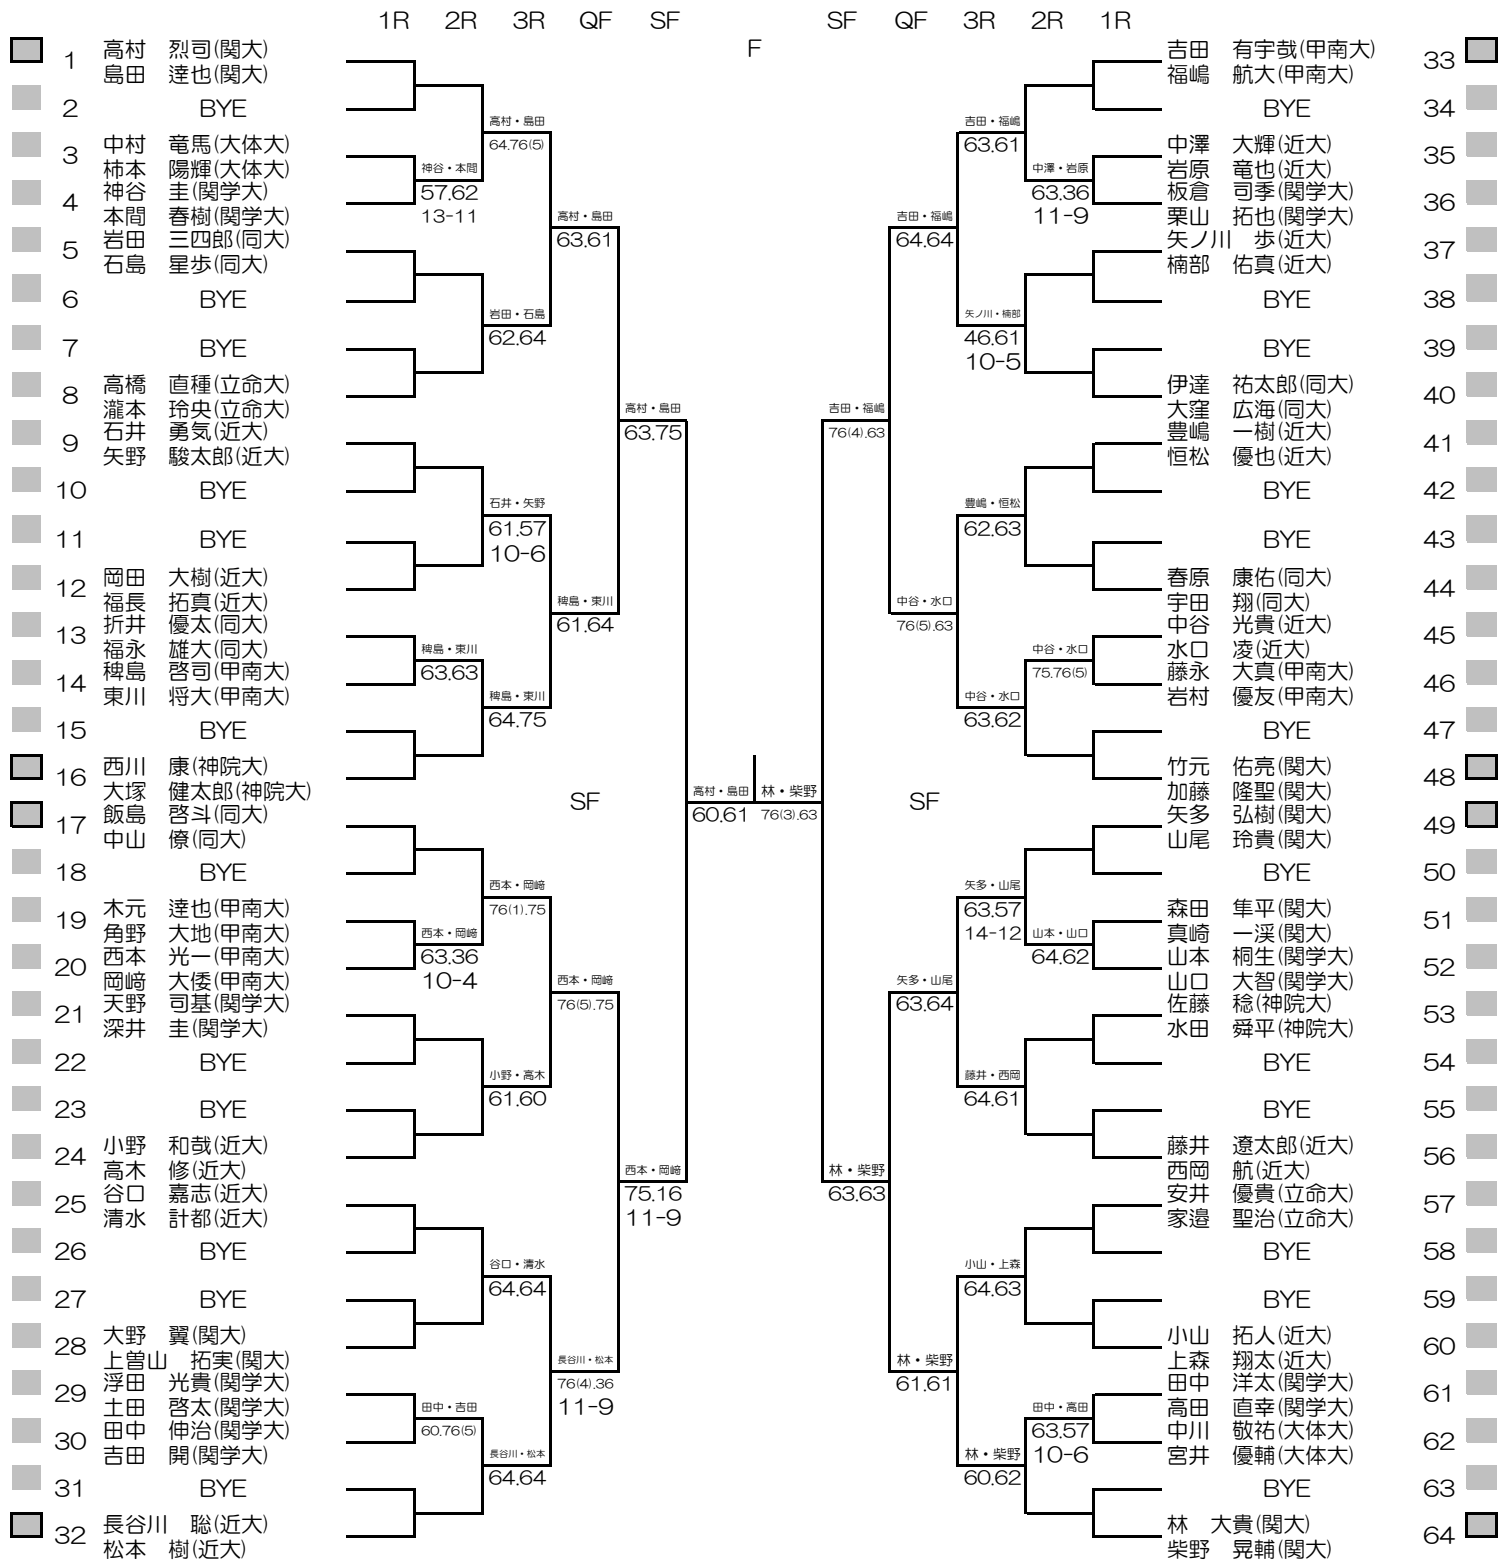 1R 2R 3R QF SF SF QF 3R 2R 1R
F
1 高村 烈司(関大)
島田 達也(関大)
2 BYE
3 中村 竜馬(大体大)
柿本 陽輝(大体大)
4 神谷 圭(関学大)
本間 春樹(関学大)
5 岩田 三四郎(同大)
石島 星歩(同大)
6 BYE
7 BYE
8 高橋 直種(立命大)
瀧本 玲央(立命大)
9 石井 勇気(近大)
矢野 駿太郎(近大)
10 BYE
11 BYE
12 岡田 大樹(近大)
福長 拓真(近大)
13 折井 優太(同大)
福永 雄大(同大)
14 稗島 啓司(甲南大)
東川 将大(甲南大)
15 BYE
16 西川 康(神院大)
大塚 健太郎(神院大)
17 飯島 啓斗(同大)
中山 僚(同大)
18 BYE
19 木元 達也(甲南大)
角野 大地(甲南大)
20 西本 光一(甲南大)
岡﨑 大倭(甲南大)
21 天野 司基(関学大)
深井 圭(関学大)
22 BYE
23 BYE
24 小野 和哉(近大)
高木 修(近大)
25 谷口 嘉志(近大)
清水 計都(近大)
26 BYE
27 BYE
28 大野 翼(関大)
上曽山 拓実(関大)
29 浮田 光貴(関学大)
土田 啓太(関学大)
30 田中 伸治(関学大)
吉田 開(関学大)
31 BYE
32 長谷川 聡(近大)
松本 樹(近大)
神谷・本間
57.62
13-11
稗島・東川
63.63
西本・岡﨑
63.36
10-4
田中・吉田
60.76(5)
高村・島田
64.76(5)
岩田・石島
62.64
石井・矢野
61.57
10-6
稗島・東川
64.75
西本・岡﨑
76(1).75
小野・高木
61.60
谷口・清水
64.64
長谷川・松本
64.64
高村・島田
63.61
稗島・東川
61.64
SF
西本・岡﨑
76(5).75
長谷川・松本
76(4).36
11-9
高村・島田
63.75
西本・岡﨑
75.16
11-9
高村・島田
60.61
林・柴野
76(3).63
吉田・福嶋
76(4).63
林・柴野
63.63
吉田・福嶋
64.64
中谷・水口
76(5).63
SF
矢多・山尾
63.64
林・柴野
61.61
吉田・福嶋
63.61
矢ノ川・楠部
46.61
10-5
豊嶋・恒松
62.63
中谷・水口
63.62
矢多・山尾
63.57
14-12
藤井・西岡
64.61
小山・上森
64.63
林・柴野
60.62
中澤・岩原
63.36
11-9
中谷・水口
75.76(5)
山本・山口
64.62
田中・高田
63.57
10-6
吉田 有宇哉(甲南大) 33
福嶋 航大(甲南大)
BYE 34
中澤 大輝(近大) 35
岩原 竜也(近大)
板倉 司季(関学大) 36
栗山 拓也(関学大)
矢ノ川 歩(近大) 37
楠部 佑真(近大)
BYE 38
BYE 39
伊達 祐太郎(同大) 40
大窪 広海(同大)
豊嶋 一樹(近大) 41
恒松 優也(近大)
BYE 42
BYE 43
春原 康佑(同大) 44
宇田 翔(同大)
中谷 光貴(近大) 45
水口 凌(近大)
藤永 大真(甲南大) 46
岩村 優友(甲南大)
BYE 47
竹元 佑亮(関大) 48
加藤 隆聖(関大)
矢多 弘樹(関大) 49
山尾 玲貴(関大)
BYE 50
森田 隼平(関大) 51
真崎 一渓(関大)
山本 桐生(関学大) 52
山口 大智(関学大)
佐藤 稔(神院大) 53
水田 舜平(神院大)
BYE 54
BYE 55
藤井 遼太郎(近大) 56
西岡 航(近大)
安井 優貴(立命大) 57
家邉 聖治(立命大)
BYE 58
BYE 59
小山 拓人(近大) 60
上森 翔太(近大)
田中 洋太(関学大) 61
高田 直幸(関学大)
中川 敬祐(大体大) 62
宮井 優輔(大体大)
BYE 63
林 大貴(関大) 64
柴野 晃輔(関大)